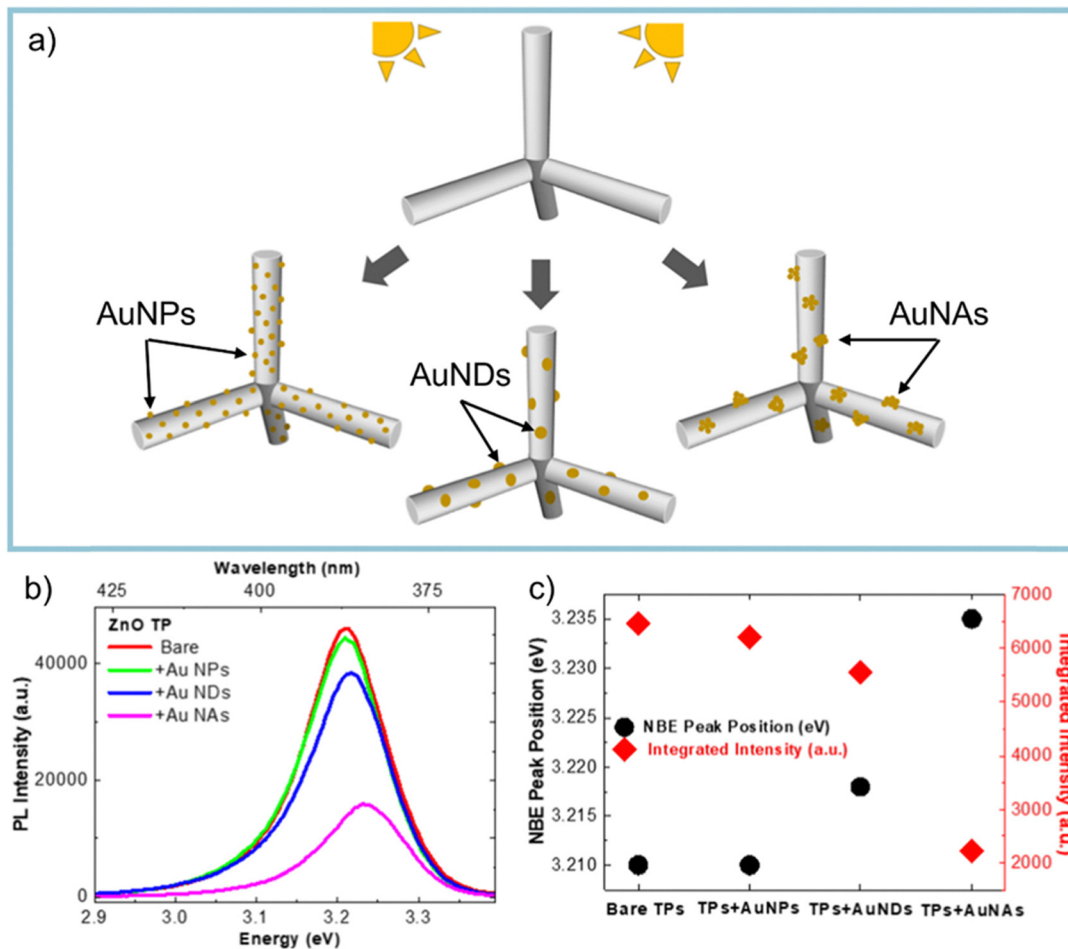 a)
AuNPs
AuNDs
AuNAs
b)
Wavelength (nm)
425 400 375
ZnO TP
Bare
+Au NPs
+Au NDs
+Au NAs
40000
20000
0
PL Intensity (a.u.)
2.9 3.0 3.1 3.2 3.3
Energy (eV)
c)
NBE Peak Position (eV)
3.235
3.230
3.225
3.220
3.215
3.210
NBE Peak Position (eV)
Integrated Intensity (a.u.)
7000
6000
5000
4000
3000
2000
Integrated Intensity
(a.u.)
Bare TPs TPs+AuNPs TPs+AuNDs TPs+AuNAs